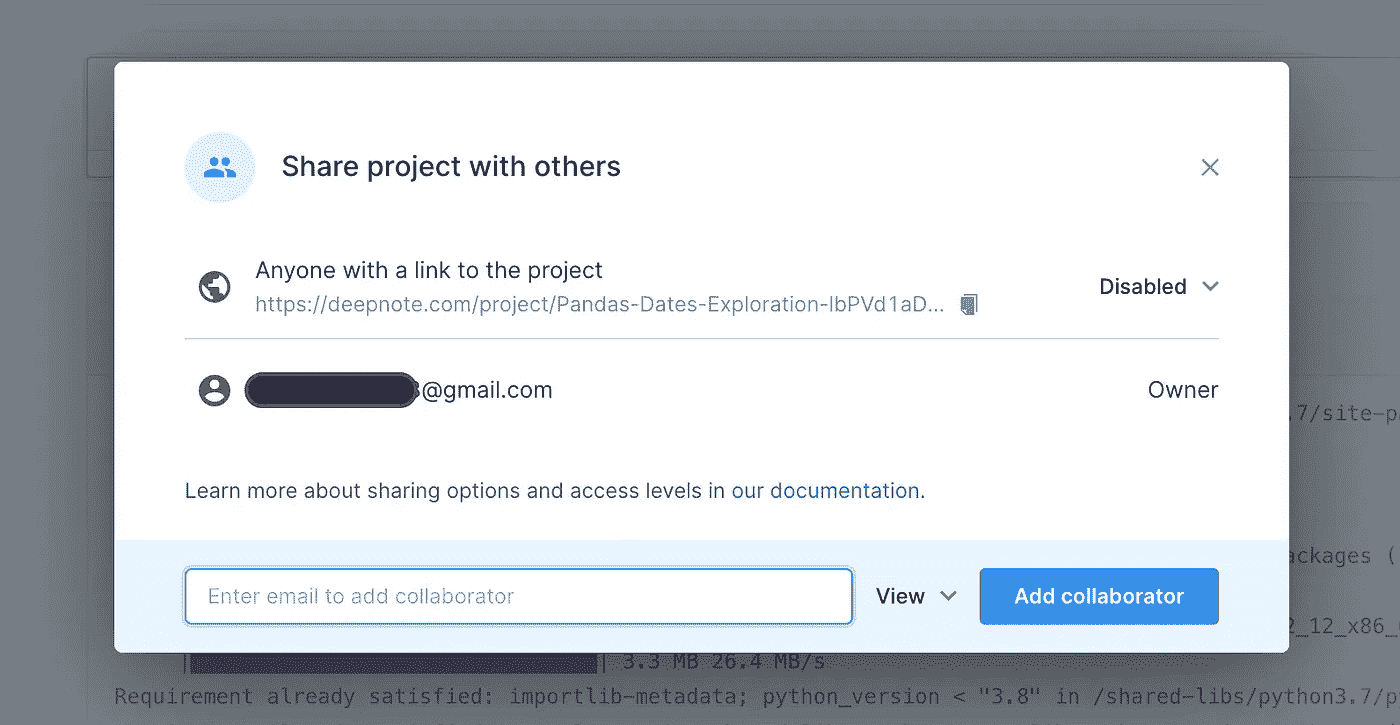 Share project with others
Anyone with a link to the project
https://deepnote.com/project/Pandas-Dates-Exploration-lbPVd1aD...
Disabled
@gmail.com
Owner
.7/site-p
Learn more about sharing options and access levels in our documentation.
ackages (
Enter email to add collaborator
View
Add collaborator
2_12_x86_
3.3 MB 26.4 MB/s
Requirement already satisfied: importlib-metadata; python_version < "3.8" in /shared-libs/python3.7/p